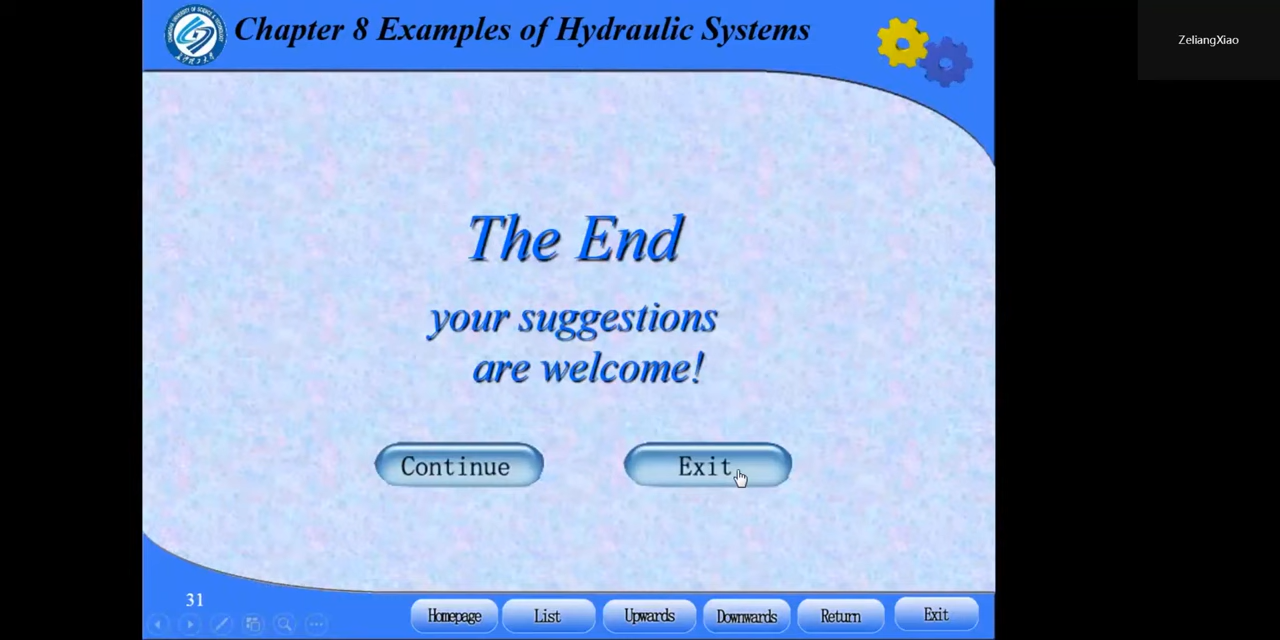 Chapter 8 Examples of Hydraulic Systems
ZeliangXiao
The End
your suggestions
are welcome!
Continue
Exit
31
Homepage
List
Upwards
Downwards
Return
Exit